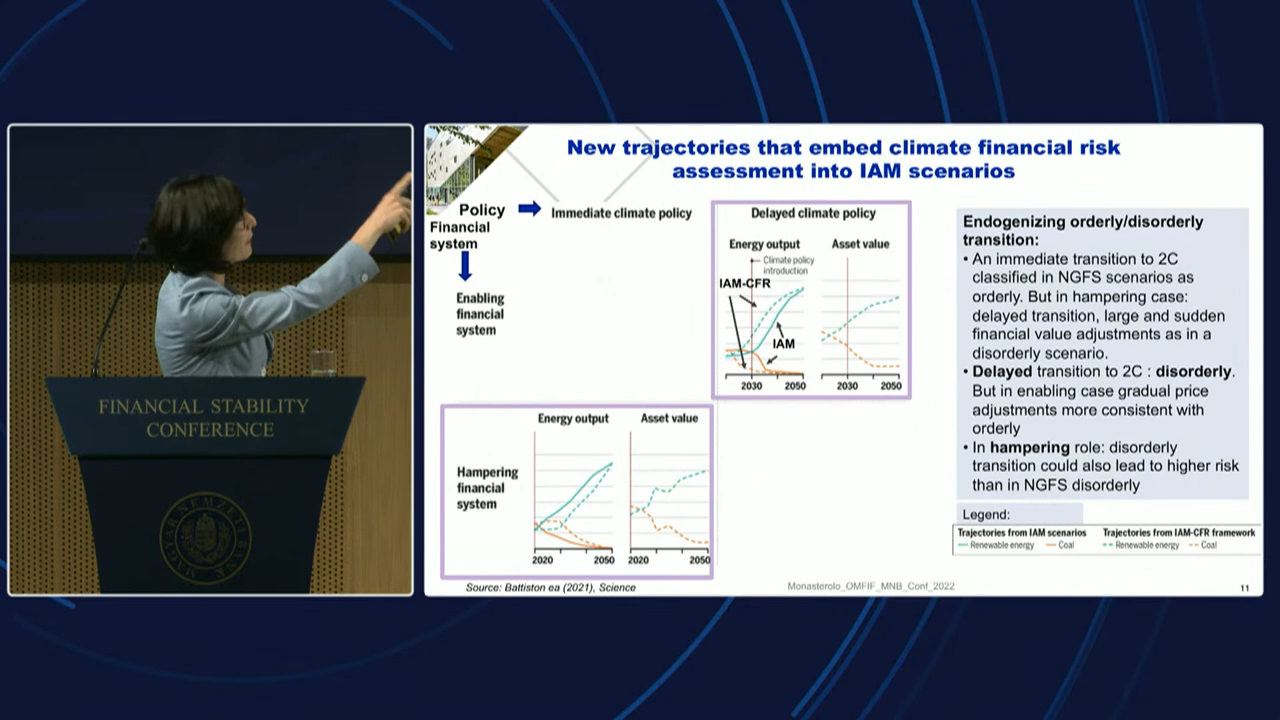 FINANCIAL STABILITY
CONFERENCE
MAGYAR NEMZETI BANK
New trajectories that embed climate financial risk
assessment into IAM scenarios
Policy
Immediate climate policy
Financial
system
Enabling
financial
system
Delayed climate policy
Energy output
Asset value
Climate policy
introduction
IAM-CFR
IAM
2030
2050
2030
2050
Hampering
financial
system
Energy output
Asset value
2020
2050
2020
2050
Endogenizing orderly/disorderly
transition:
• An immediate transition to 2C
classified in NGFS scenarios as
orderly. But in hampering case:
delayed transition, large and sudden
financial value adjustments as in a
disorderly scenario.
• Delayed transition to 2C : disorderly.
But in enabling case gradual price
adjustments more consistent with
orderly
• In hampering role: disorderly
transition could also lead to higher risk
than in NGFS disorderly
Legend:
Trajectories from IAM scenarios
Renewable energy
Coal
Trajectories from IAM-CFR framework
Renewable energy
Coal
Source: Battiston ea (2021), Science
Monasterolo_OMFIF_MNB_Conf_2022
11